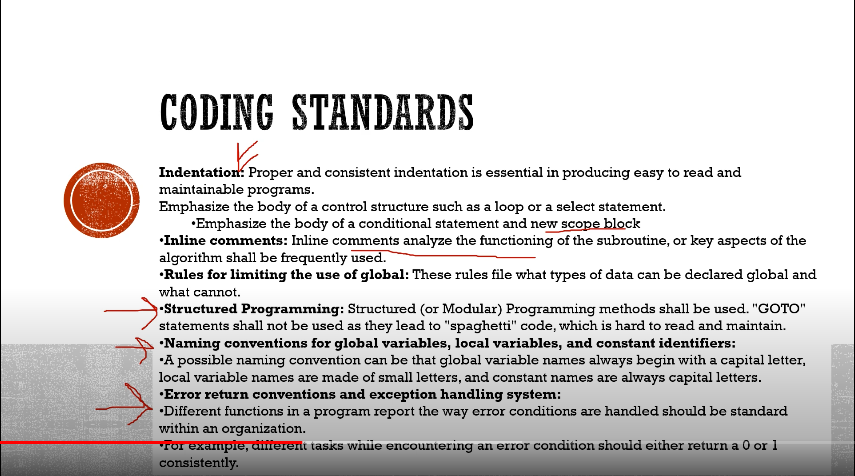 CODING STANDARDS
Indentation: Proper and consistent indentation is essential in producing easy to read and
maintainable programs.
Emphasize the body of a control structure such as a loop or a select statement.
•Emphasize the body of a conditional statement and new scope block
•Inline comments: Inline comments analyze the functioning of the subroutine, or key aspects of the
algorithm shall be frequently used.
•Rules for limiting the use of global: These rules file what types of data can be declared global and
what cannot.
•Structured Programming: Structured (or Modular) Programming methods shall be used. "GOTO"
statements shall not be used as they lead to "spaghetti" code, which is hard to read and maintain.
•Naming conventions for global variables, local variables, and constant identifiers:
•A possible naming convention can be that global variable names always begin with a capital letter,
local variable names are made of small letters, and constant names are always capital letters.
•Error return conventions and exception handling system:
•Different functions in a program report the way error conditions are handled should be standard
within an organization.
•For example, different tasks while encountering an error condition should either return a 0 or 1
consistently.